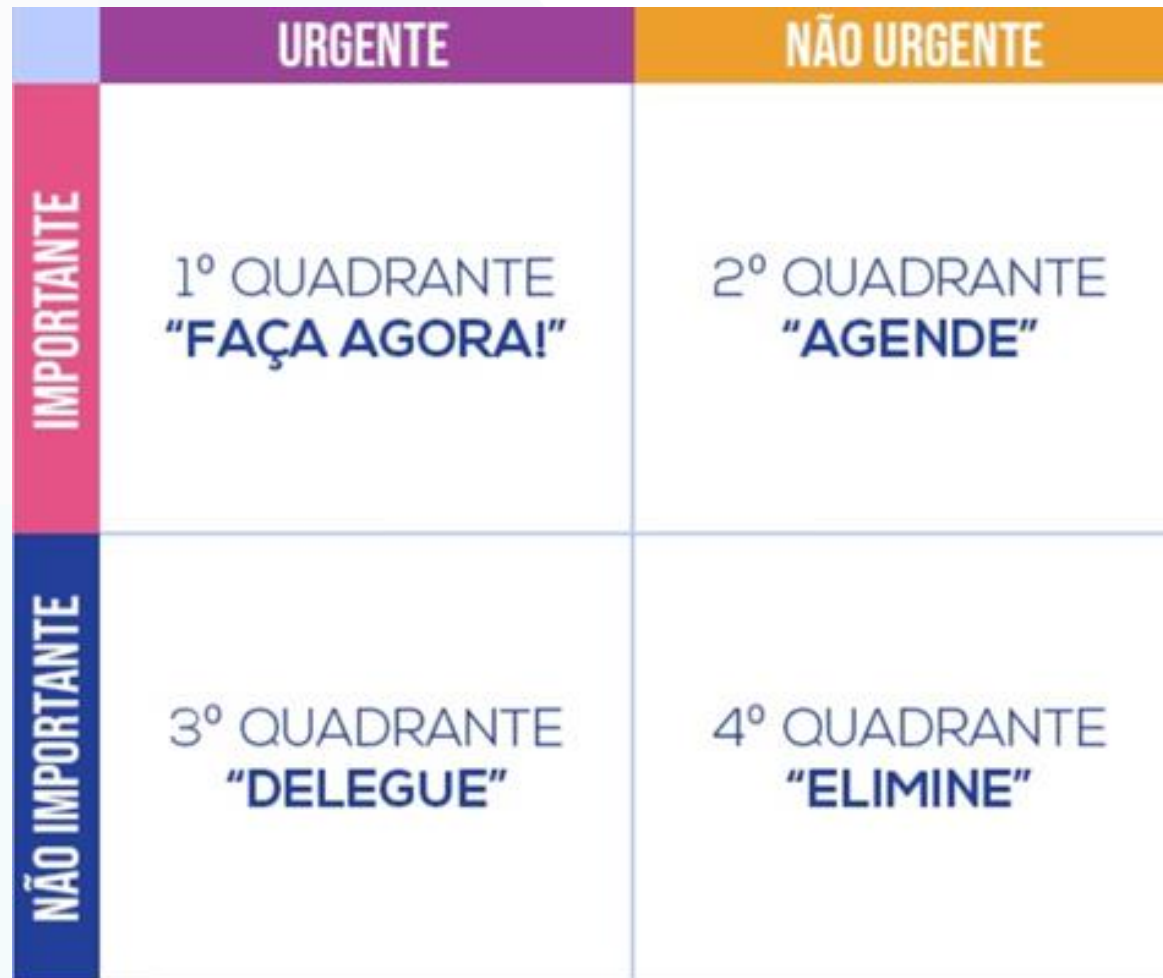 URGENTE
NÃO URGENTE
IMPORTANTE
1º QUADRANTE
“FAÇA AGORA!”
2º QUADRANTE
“AGENDE”
NÃO IMPORTANTE
3º QUADRANTE
“DELEGUE”
4º QUADRANTE
“ELIMINE”